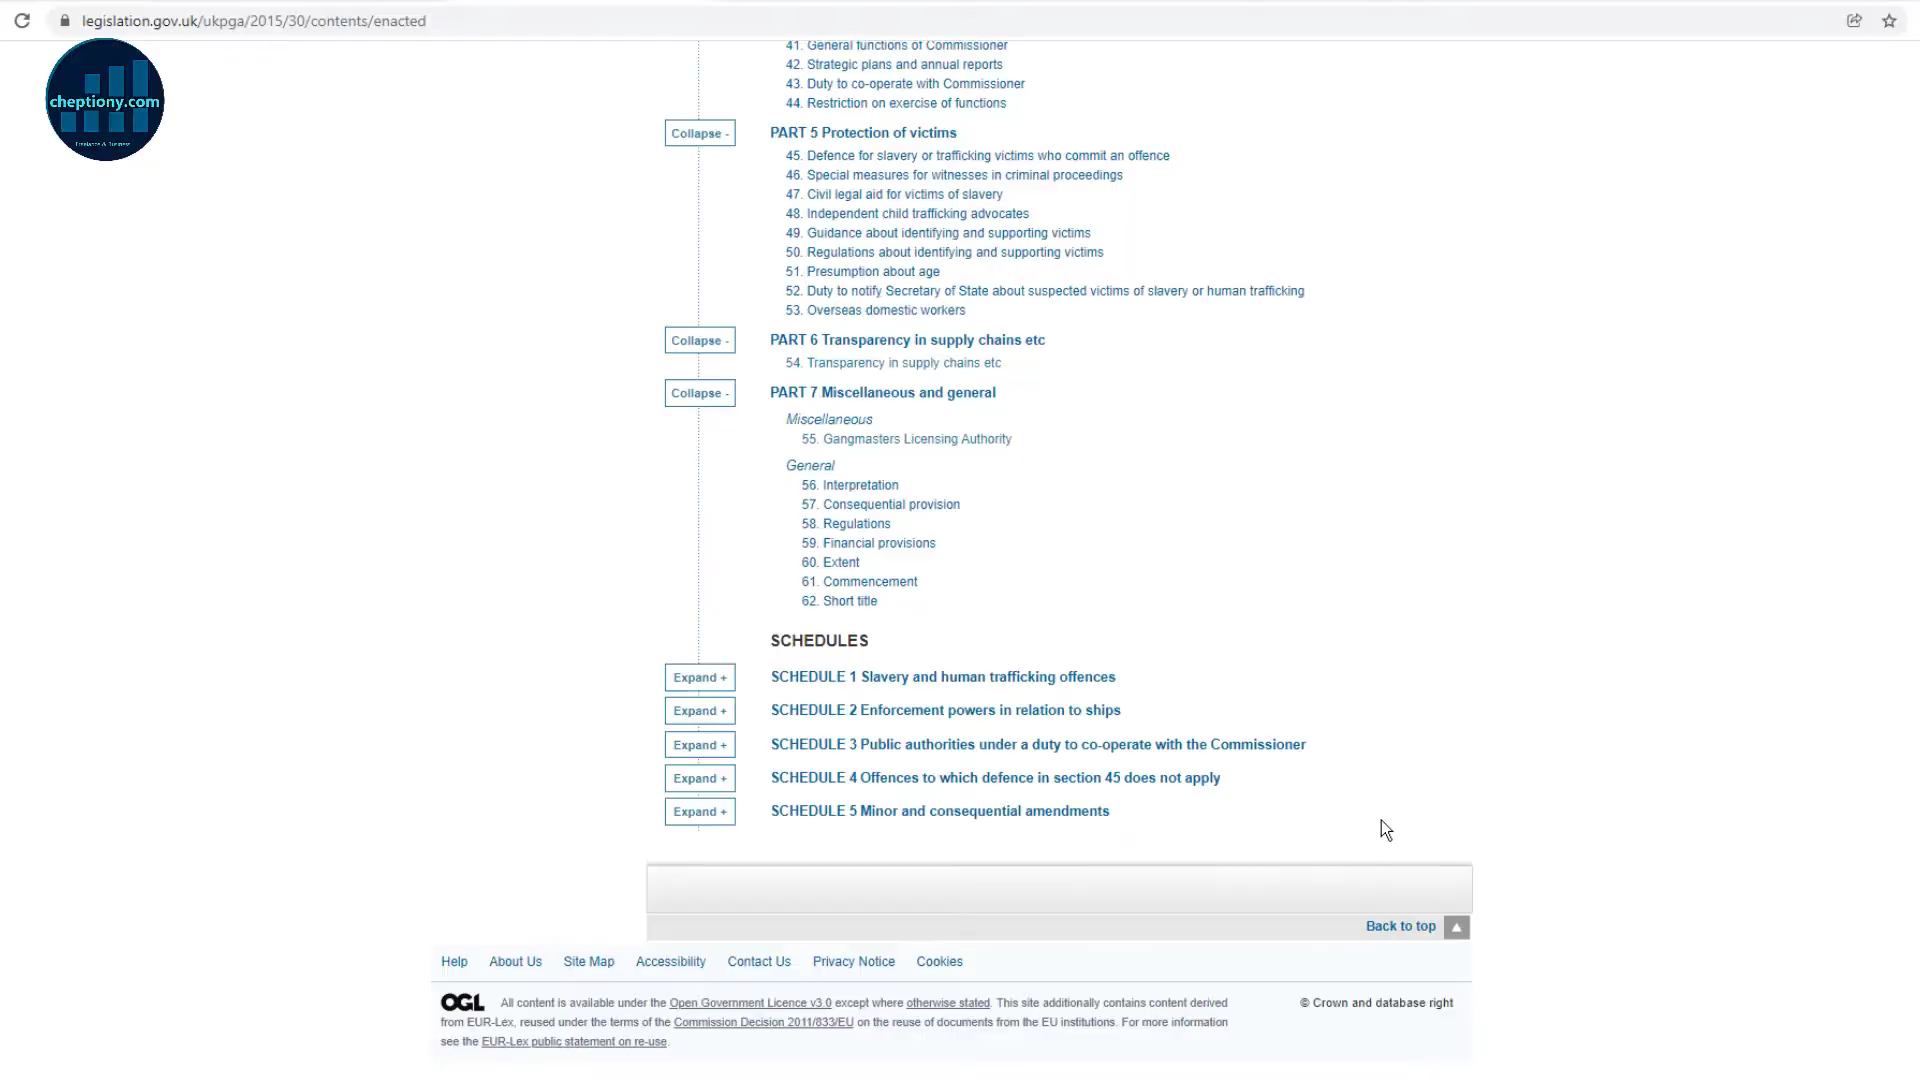 legislation.gov.uk/ukpga/2015/30/contents/enacted
cheptiony.com
Freelance & Business
41. General functions of Commissioner
42. Strategic plans and annual reports
43. Duty to co-operate with Commissioner
44. Restriction on exercise of functions
Collapse - PART 5 Protection of victims
45. Defence for slavery or trafficking victims who commit an offence
46. Special measures for witnesses in criminal proceedings
47. Civil legal aid for victims of slavery
48. Independent child trafficking advocates
49. Guidance about identifying and supporting victims
50. Regulations about identifying and supporting victims
51. Presumption about age
52. Duty to notify Secretary of State about suspected victims of slavery or human trafficking
53. Overseas domestic workers
Collapse - PART 6 Transparency in supply chains etc
54. Transparency in supply chains etc
Collapse - PART 7 Miscellaneous and general
Miscellaneous
55. Gangmasters Licensing Authority
General
56. Interpretation
57. Consequential provision
58. Regulations
59. Financial provisions
60. Extent
61. Commencement
62. Short title
SCHEDULES
Expand + SCHEDULE 1 Slavery and human trafficking offences
Expand + SCHEDULE 2 Enforcement powers in relation to ships
Expand + SCHEDULE 3 Public authorities under a duty to co-operate with the Commissioner
Expand + SCHEDULE 4 Offences to which defence in section 45 does not apply
Expand + SCHEDULE 5 Minor and consequential amendments
Back to top
Help About Us Site Map Accessibility Contact Us Privacy Notice Cookies
OGL All content is available under the Open Government Licence v3.0 except where otherwise stated. This site additionally contains content derived © Crown and database right
from EUR-Lex, reused under the terms of the Commission Decision 2011/833/EU on the reuse of documents from the EU institutions. For more information
see the EUR-Lex public statement on re-use.